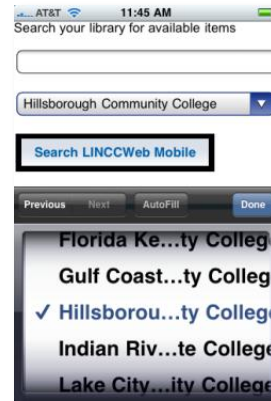 AT&T 11:45 AM
Search your library for available items
Hillsborough Community College
Search LINCCWeb Mobile
Previous Next AutoFill Done
Florida Ke…ty College
Gulf Coast…ty Colleg
✓ Hillsborou…ty College
Indian Riv…te College
Lake City…ity College